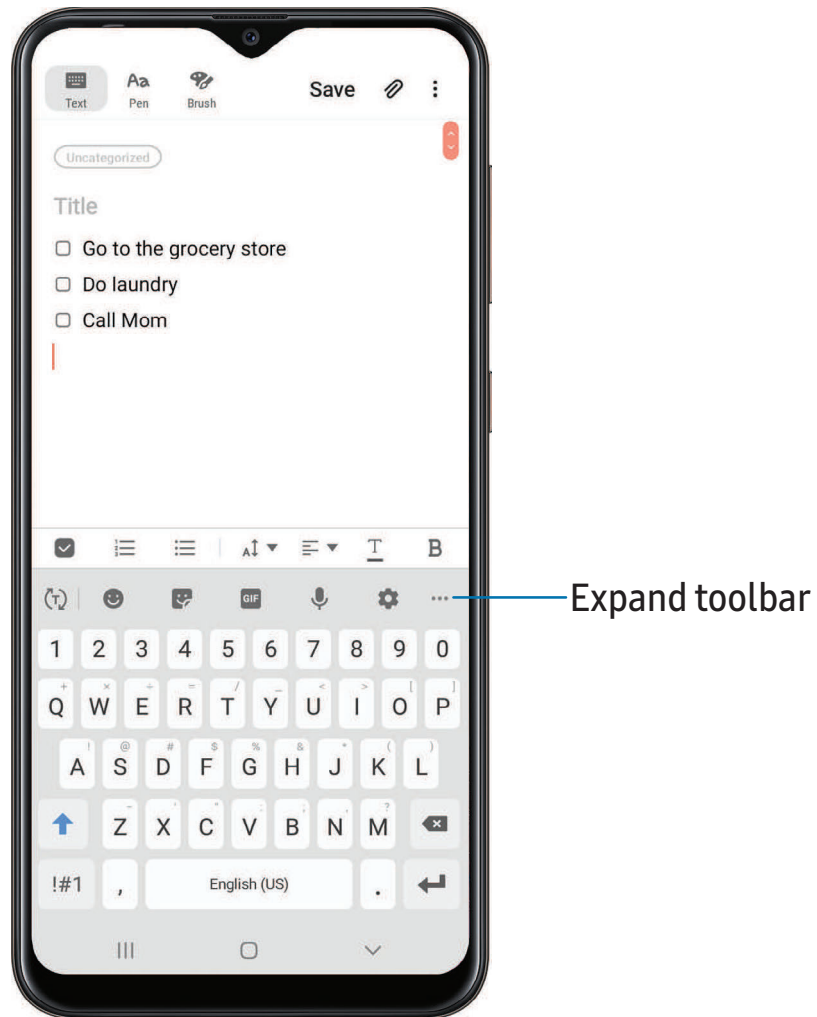 Text Aa Pen Brush Save
Uncategorized
Title
Go to the grocery store
Do laundry
Call Mom
A T B
T GIF Expand toolbar
1 2 3 4 5 6 7 8 9 0
Q W E R T Y U I O P
A S D F G H J K L
Z X C V B N M
!#1 , English (US) .